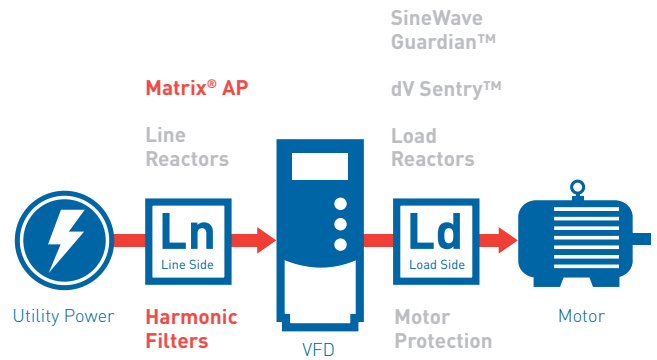 SineWave
Guardian™
Matrix® AP
dV Sentry™
Line
Reactors
Load
Reactors
Ln
Line Side
Ld
Load Side
Utility Power
Harmonic
Filters
VFD
Motor
Protection
Motor